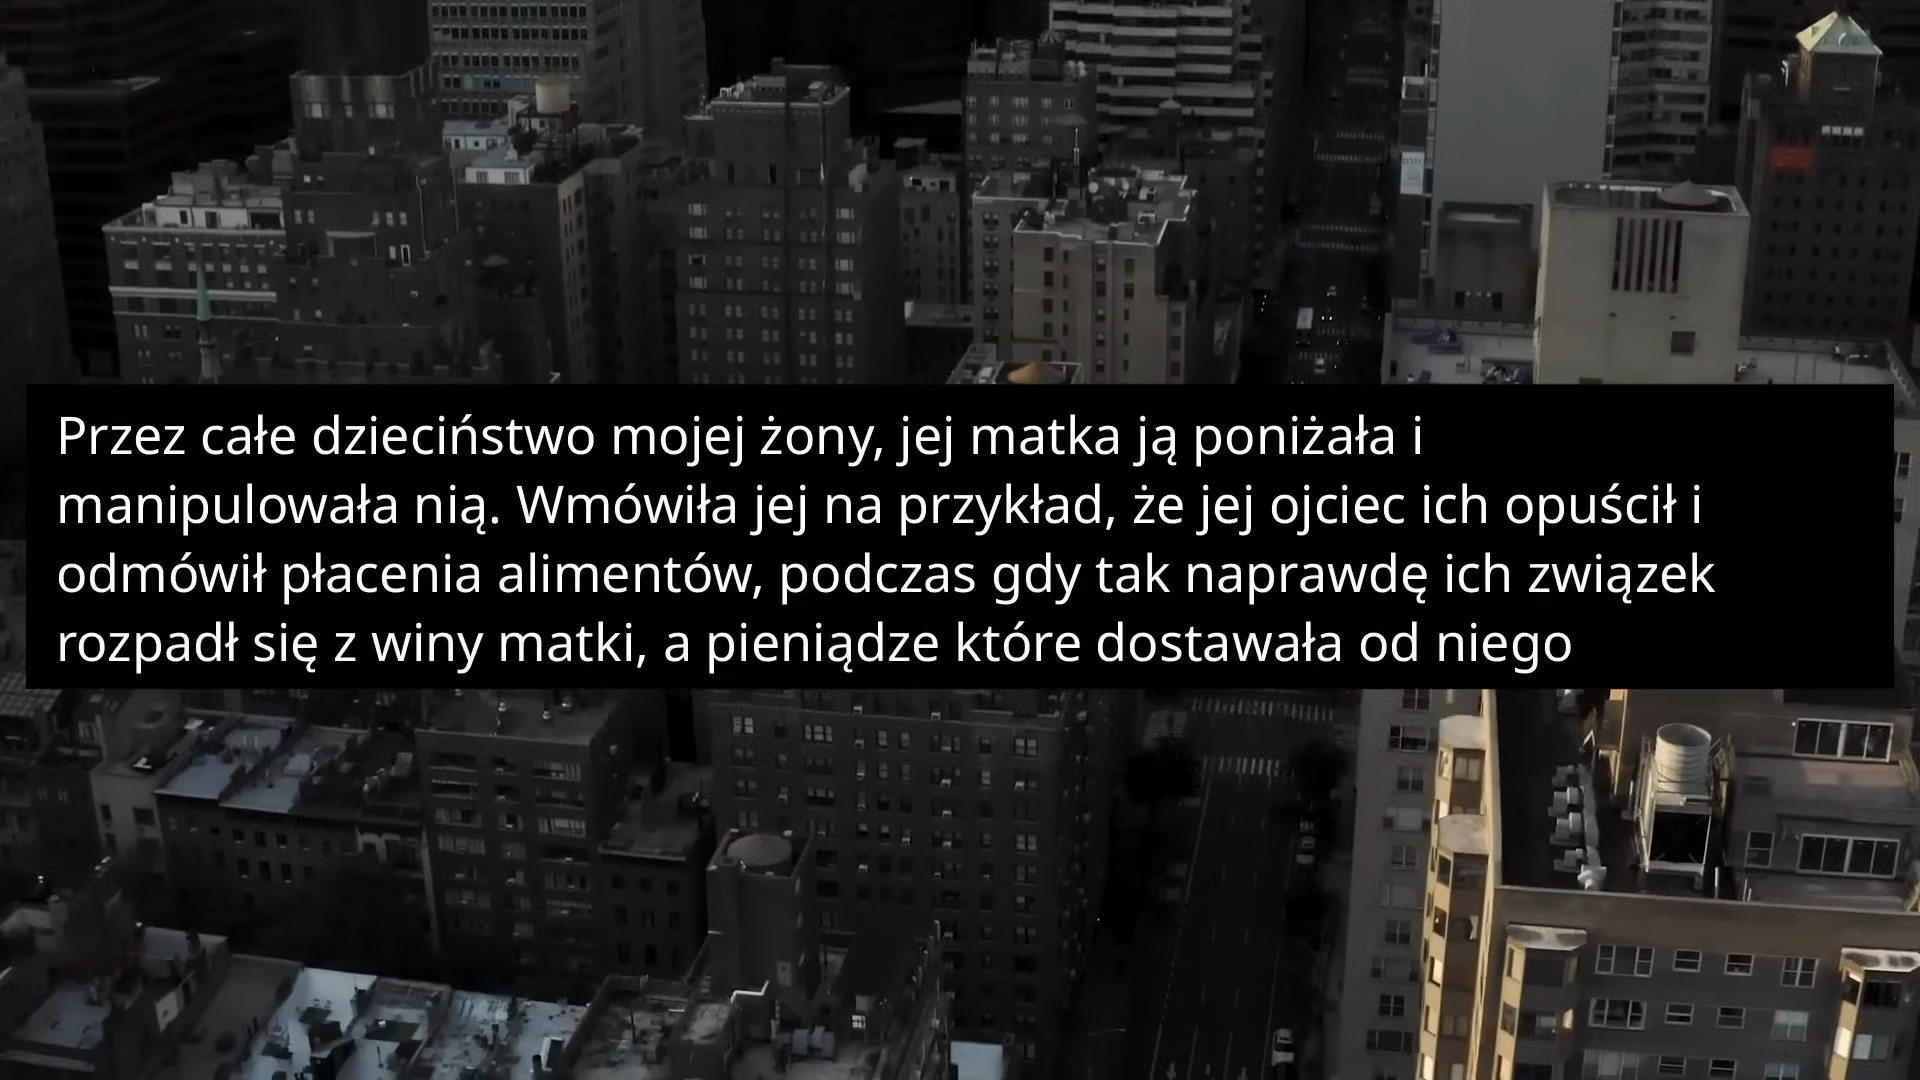 Przez całe dzieciństwo mojej żony, jej matka ją poniżała i
manipulowała nią. Wmówiła jej na przykład, że jej ojciec ich opuścił i
odmówił płacenia alimentów, podczas gdy tak naprawdę ich związek
rozpadł się z winy matki, a pieniądze które dostawała od niego